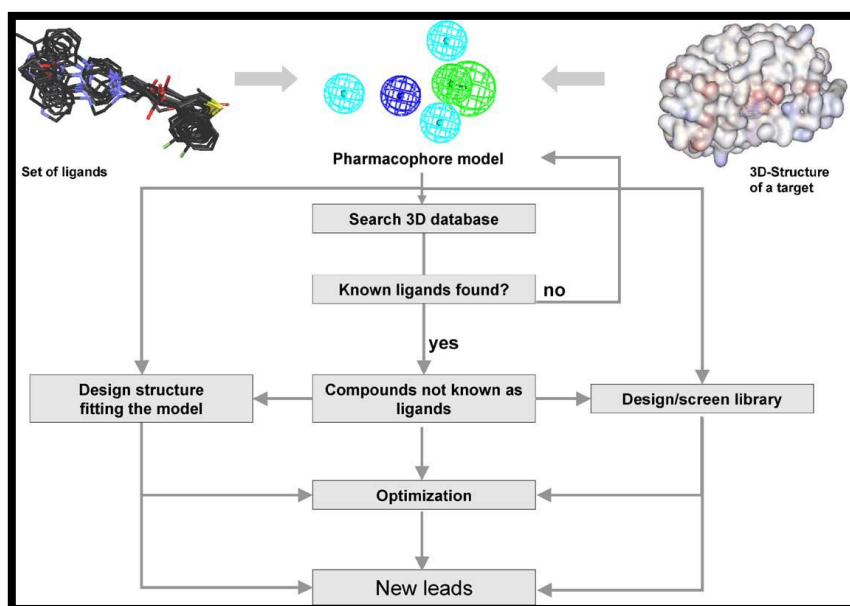 Set of ligands
Pharmacophore model
3D-Structure
of a target
Search 3D database
Known ligands found?
no
yes
Design structure
fitting the model
Compounds not known as
ligands
Design/screen library
Optimization
New leads